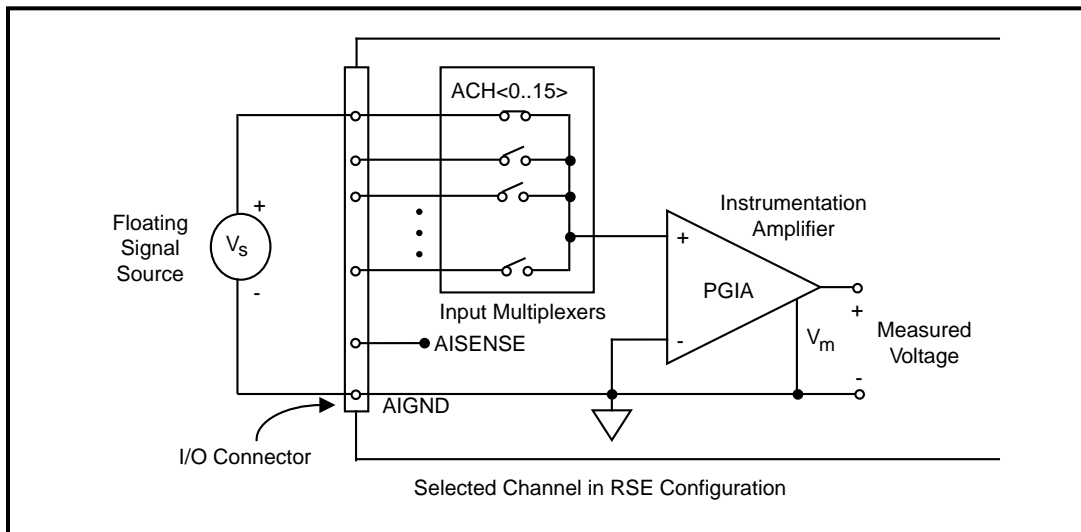 ACH<0..15>
Floating
Signal
Source
+
Vs
-
Input Multiplexers
AISENSE
AIGND
I/O Connector
Instrumentation
Amplifier
+
PGIA
-
+
Vm
-
Measured
Voltage
Selected Channel in RSE Configuration